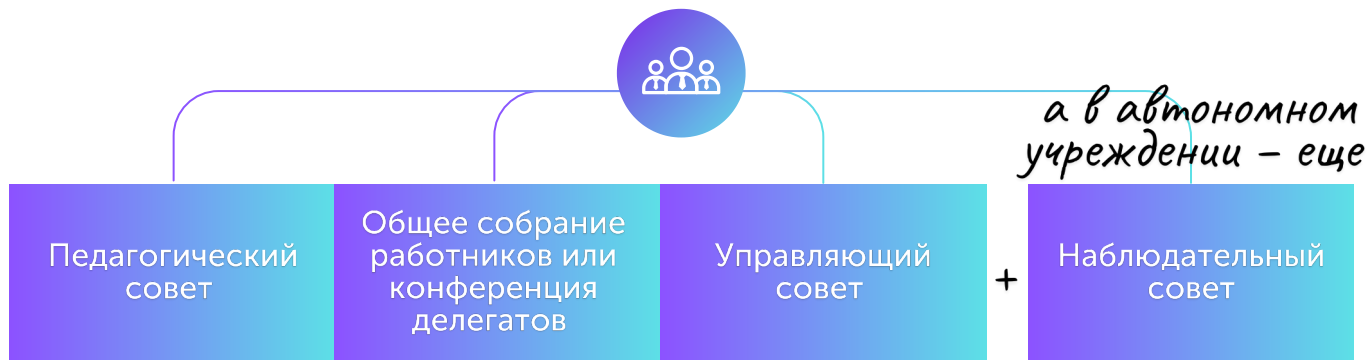 а в автономном
учреждении – еще
Педагогический
совет
Общее собрание
работников или
конференция
делегатов
Управляющий
совет
+
Наблюдательный
совет